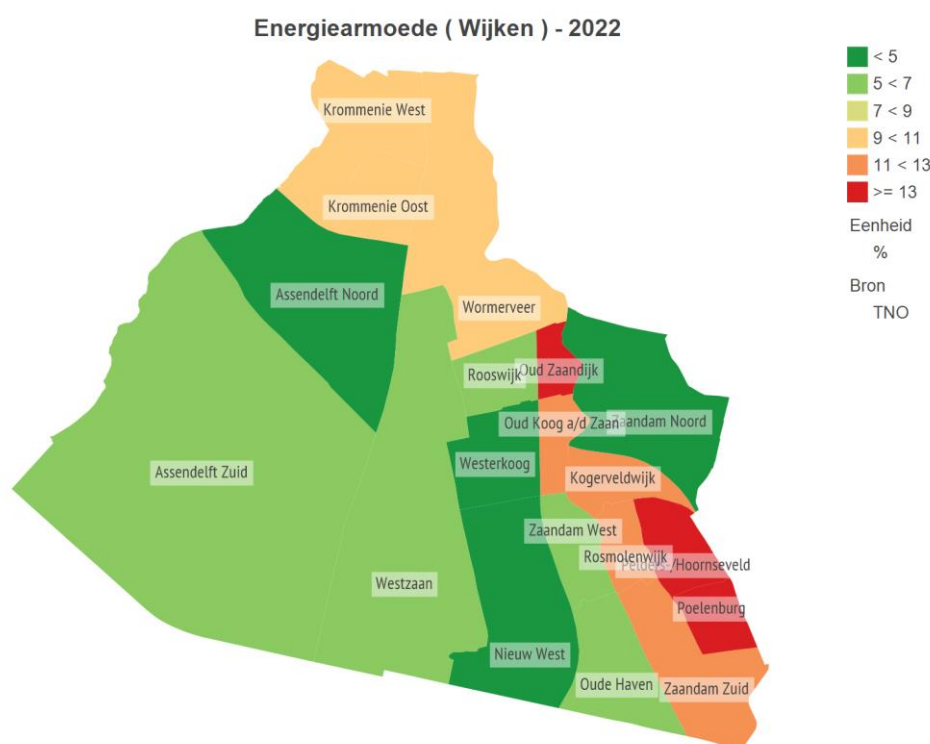 Energiearmoede ( Wijken ) - 2022
< 5
5 < 7
7 < 9
9 < 11
11 < 13
>= 13
Eenheid
%
Bron
TNO
Krommenie West
Krommenie Oost
Assendelft Noord
Wormerveer
Rooswijk
Oud Zaandijk
Oud Koog a/d Zaan
Zaandam Noord
Assendelft Zuid
Westerkoog
Kogerveldwijk
Zaandam West
Rosmolenwijk
/Hoornseveld
Westzaan
Poelenburg
Nieuw West
Oude Haven
Zaandam Zuid